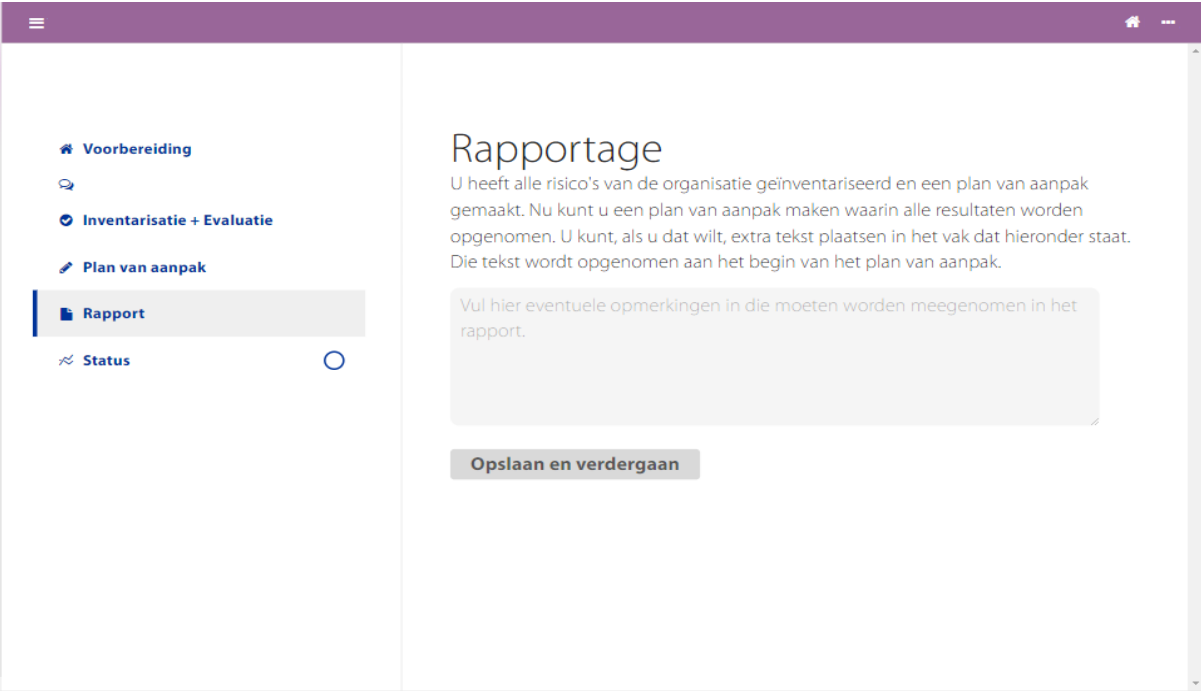 Voorbereiding
Inventarisatie + Evaluatie
Plan van aanpak
Rapport
Status
Rapportage
U heeft alle risico's van de organisatie geïnventariseerd en een plan van aanpak
gemaakt. Nu kunt u een plan van aanpak maken waarin alle resultaten worden
opgenomen. U kunt, als u dat wilt, extra tekst plaatsen in het vak dat hieronder staat.
Die tekst wordt opgenomen aan het begin van het plan van aanpak.
Vul hier eventuele opmerkingen in die moeten worden meegenomen in het
rapport.
Opslaan en verdergaan